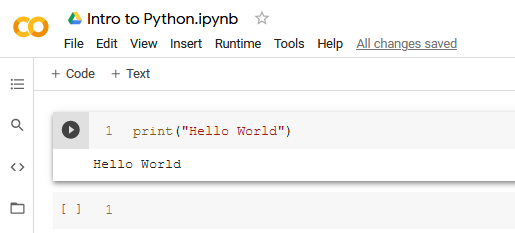 Intro to Python.ipynb
File Edit View Insert Runtime Tools Help All changes saved
+ Code + Text
1 print("Hello World")
Hello World
[ ] 1